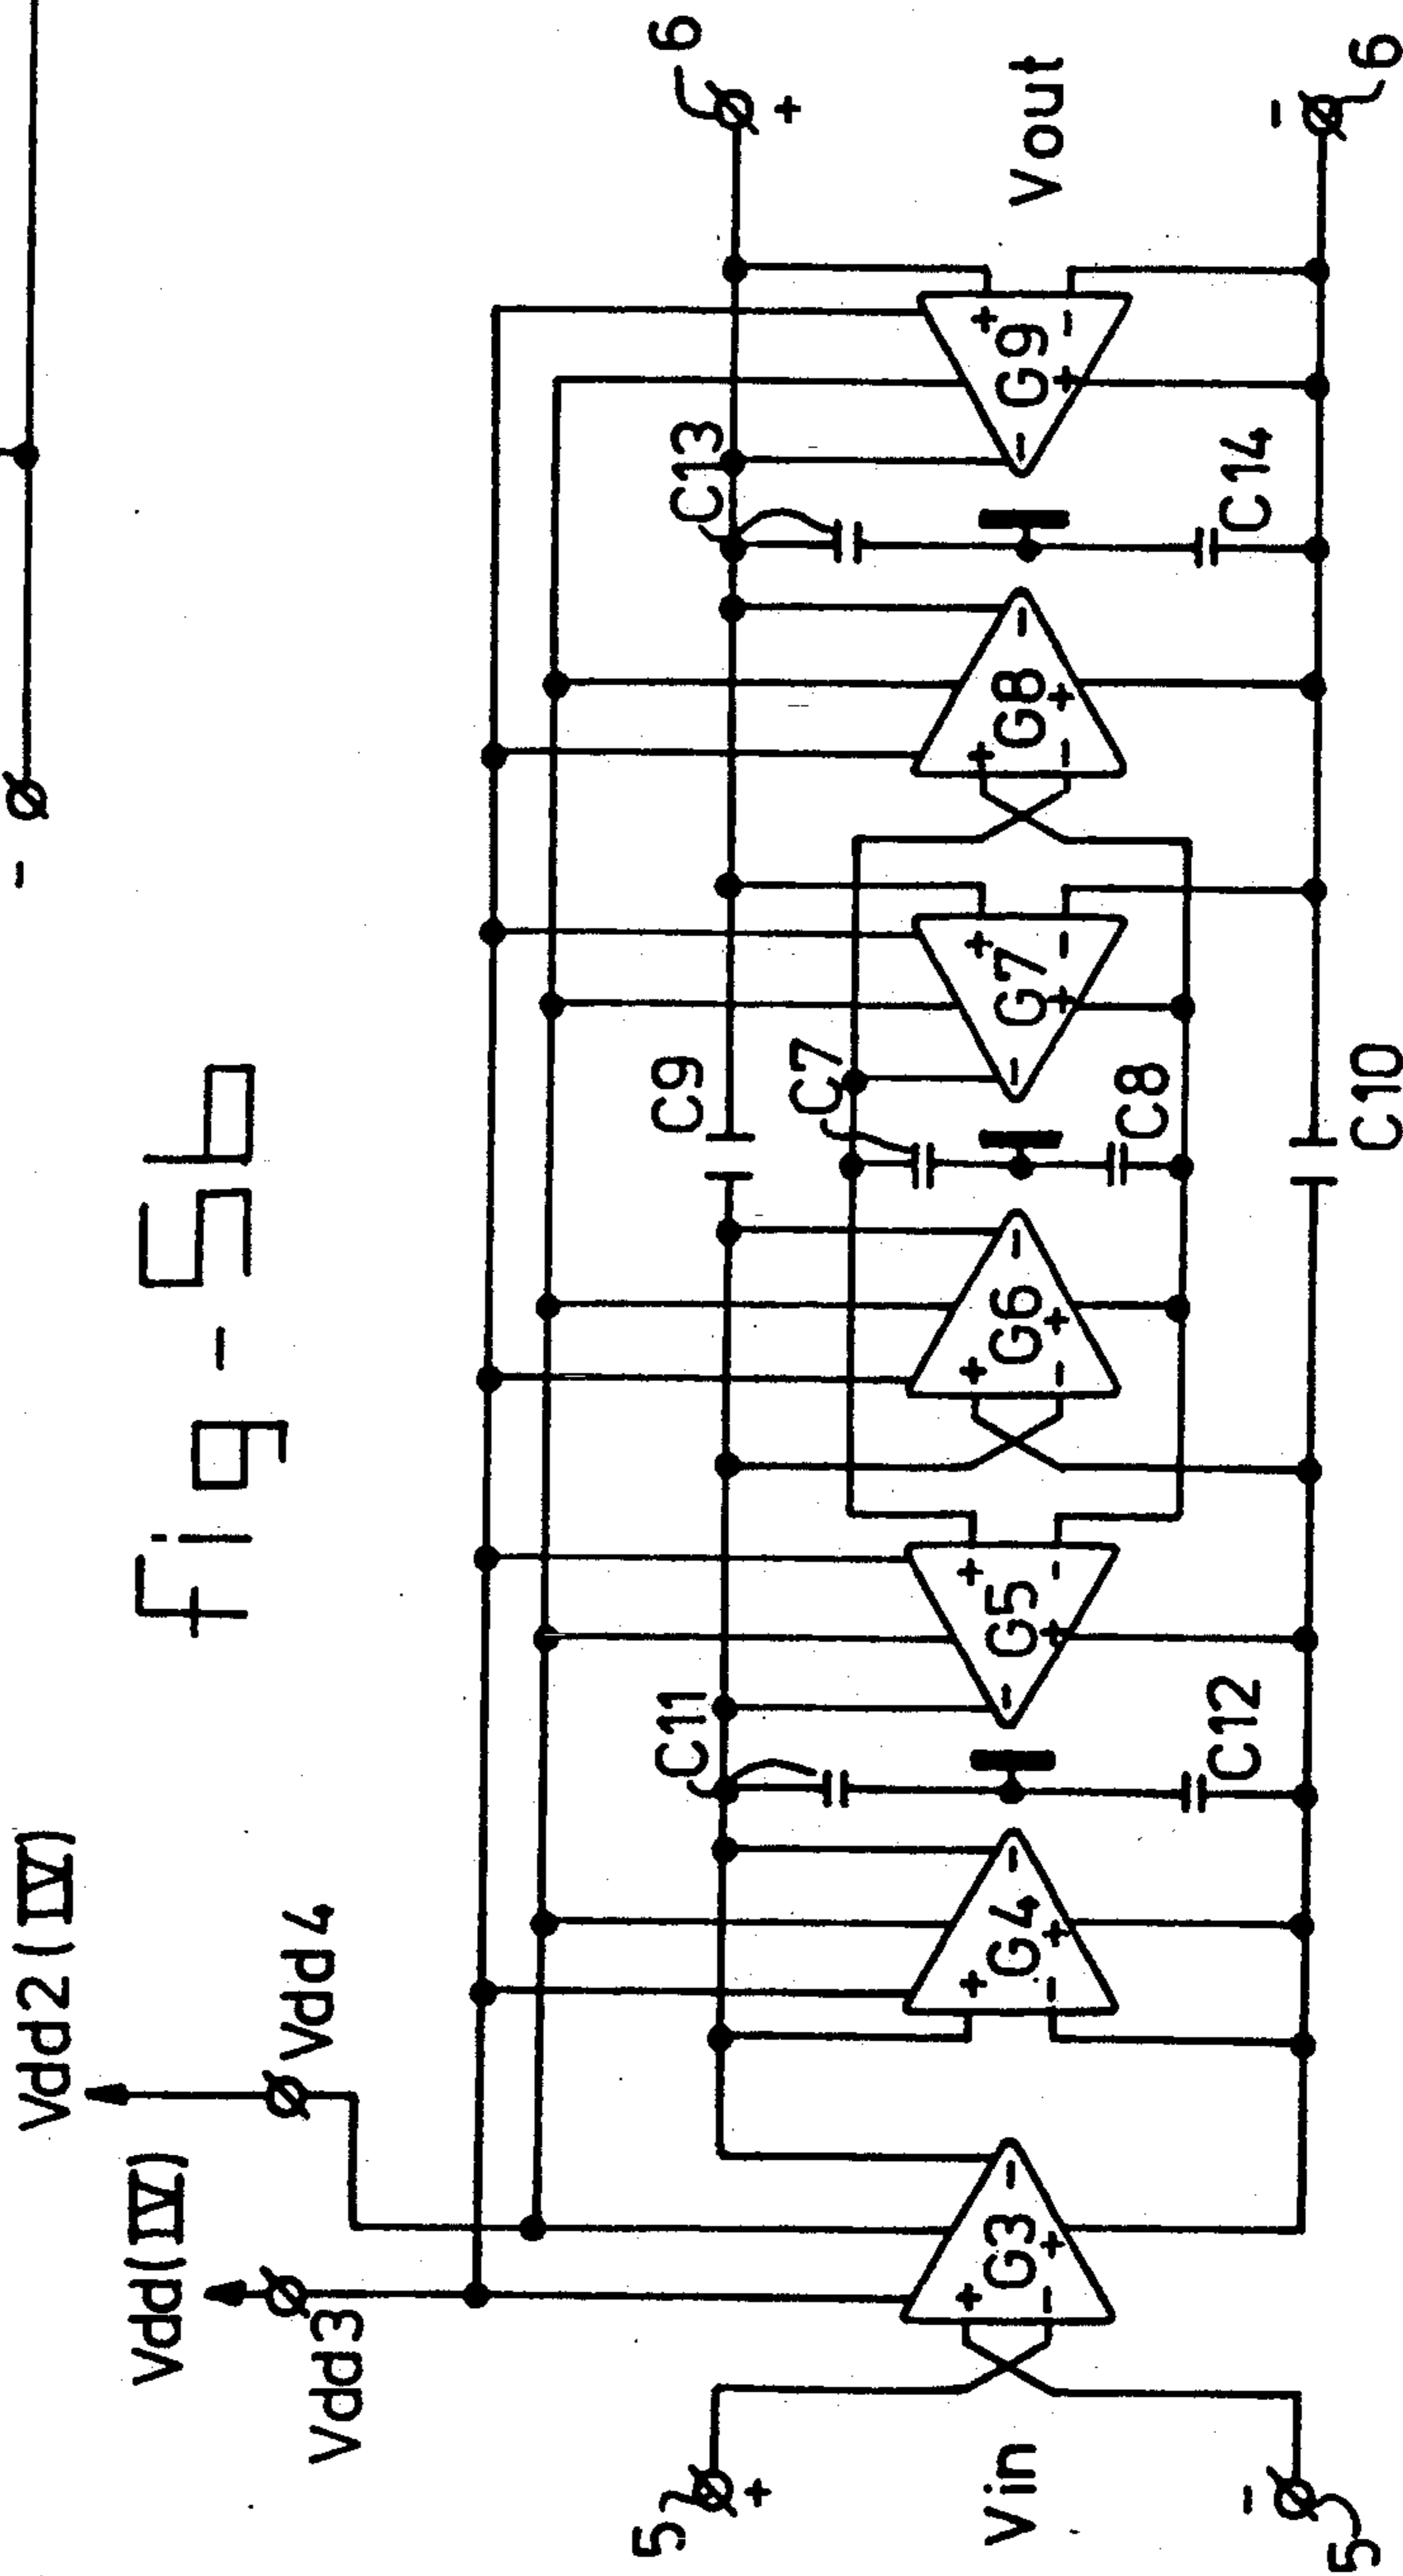 Vdd2 (IV)
Vdd (IV)
Vdd4
Vdd3
fig - 5b
-
5
+
Vin
-
5
G3
+
-
-
+
G4
+
-
-
+
C11
C12
G5
+
-
-
+
G6
+
-
-
+
C9
C7
C8
C10
G7
+
-
-
+
G8
+
-
-
+
C13
C14
G9
+
-
-
+
6
+
Vout
-
6